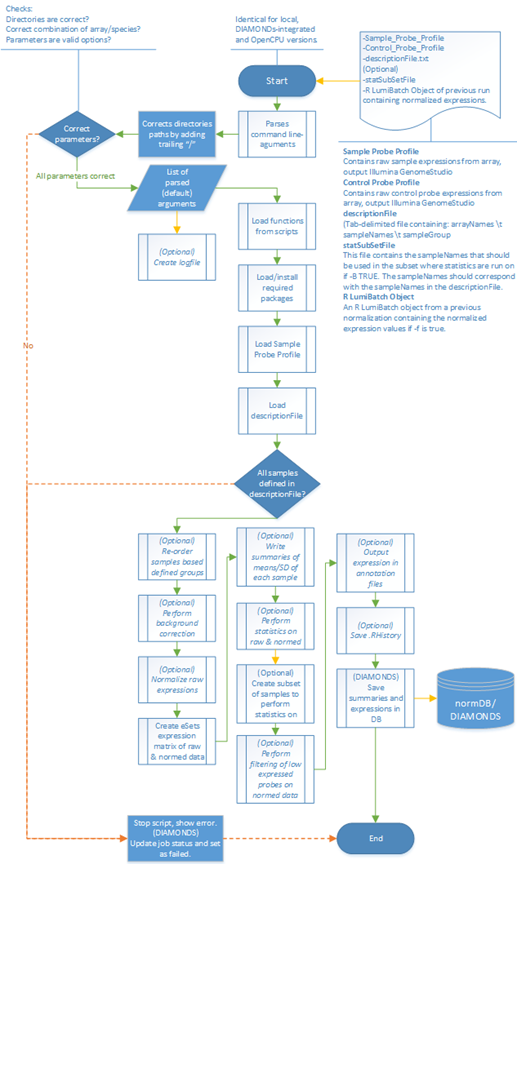 Checks:
Directories are correct?
Correct combination of array/species?
Parameters are valid options?
Identical for local,
DIAMONDs-integrated
and OpenCPU versions.
Start
-Sample_Probe_Profile
-Control_Probe_Profile
-descriptionFile.txt
(Optional)
-statSubSetFile
-R LumiBatch Object of previous run
containing normalized expressions.
Correct
parameters?
Corrects directories
paths by adding
trailing "/"
Parses
command line-
aguments
Sample Probe Profile
Contains raw sample expressions from array,
output Illumina GenomeStudio
Control Probe Profile
Contains raw control probe expressions from
array, output Illumina GenomeStudio
descriptionFile
(Tab-delimited file containing: arrayNames \t
sampleNames \t sampleGroup
statSubSetFile
This file contains the sampleNames that should
be used in the subset where statistics are run on
if -B TRUE. The sampleNames should correspond
with the sampleNames in the descriptionFile.
R LumiBatch Object
An R LumiBatch object from a previous
normalization containing the normalized
expression values if -f is true.
All parameters correct
List of
parsed
(default)
arguments
(Optional)
Create logfile
Load functions
from scripts
Load/install
required
packages
No
Load Sample
Probe Profile
Load
descriptionFile
All samples
defined in
descriptionFile?
(Optional)
Re-order
samples based
defined groups
(Optional)
Perform
background
correction
(Optional)
Normalize raw
expressions
Create eSets
expression
matrix of raw
& normed data
(Optional)
Write
summaries of
means/SD of
each sample
(Optional)
Perform
statistics on
raw & normed
(Optional)
Create subset
of samples to
perform
statistics on
(Optional)
Perform
filtering of low
expressed
probes on
normed data
(Optional)
Output
expression in
annotation
files
(Optional)
Save .RHistory
(DIAMONDS)
Save
summaries and
expressions in
DB
normDB/
DIAMONDS
Stop script, show error.
(DIAMONDS)
Update job status and set
as failed.
End